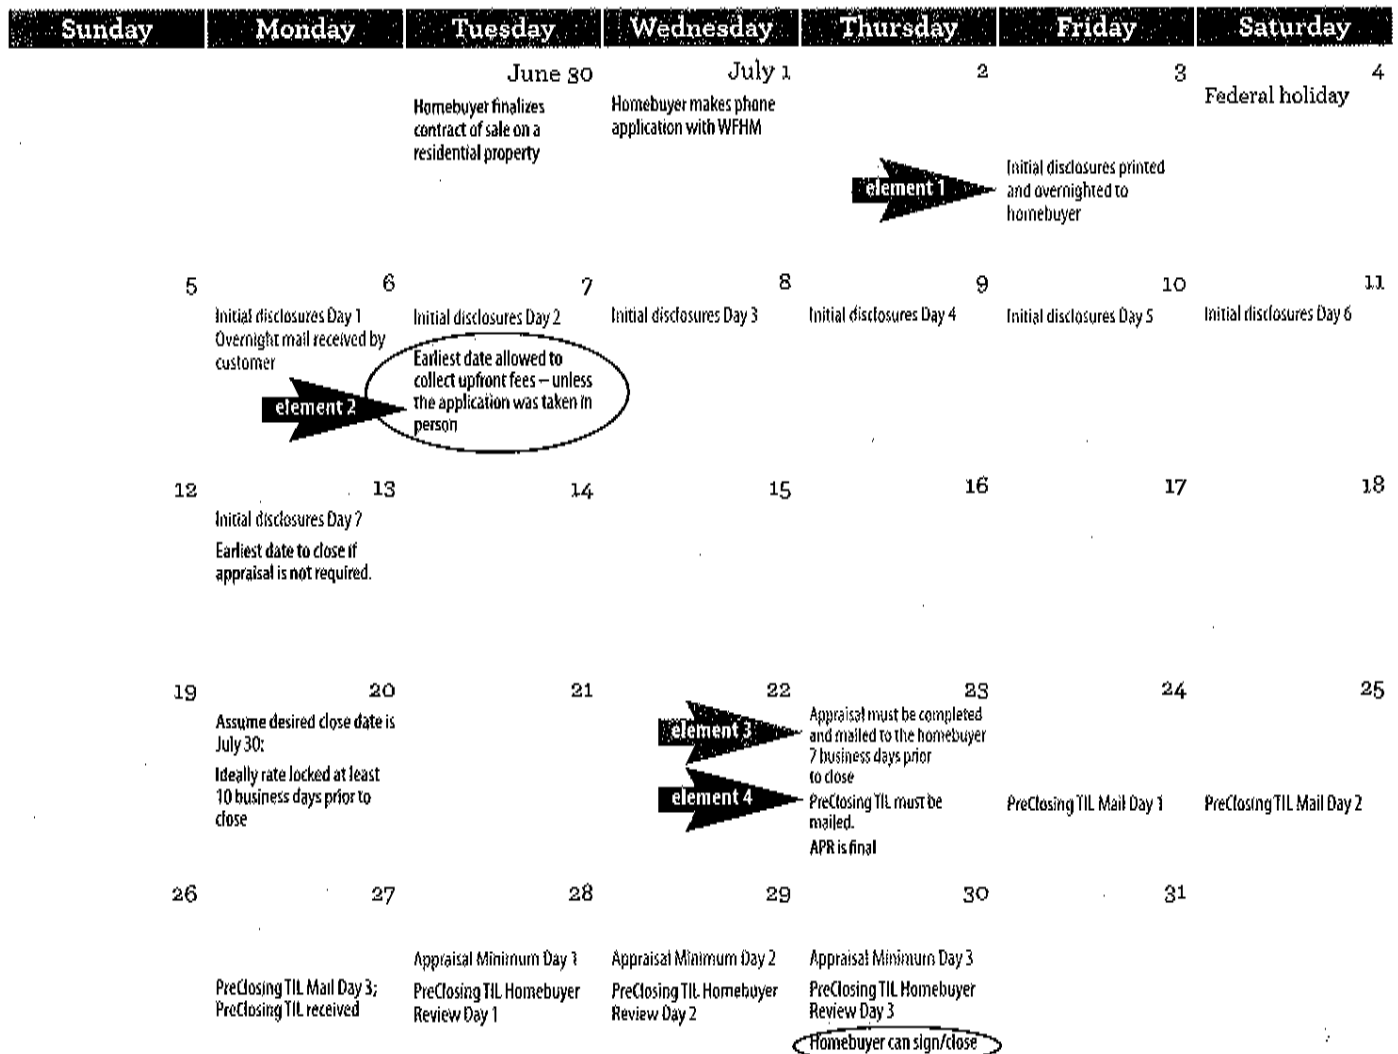 Sunday Monday Tuesday Wednesday Thursday Friday Saturday
June 30
Homebuyer finalizes
contract of sale on a
residential property
July 1
Homebuyer makes phone
application with WFHM
2
element 1
3
Initial disclosures printed
and overnighted to
homebuyer
4
Federal holiday
5
6
Initial disclosures Day 1
Overnight mail received by
customer
element 2
7
Initial disclosures Day 2
Earliest date allowed to
collect upfront fees – unless
the application was taken in
person
8
Initial disclosures Day 3
9
Initial disclosures Day 4
10
Initial disclosures Day 5
11
Initial disclosures Day 6
12
13
Initial disclosures Day 7
Earliest date to close if
appraisal is not required.
14
15
16
17
18
19
20
Assume desired close date is
July 30:
Ideally rate locked at least
10 business days prior to
close
21
22
element 3
element 4
23
Appraisal must be completed
and mailed to the homebuyer
7 business days prior
to close
PreClosing TIL must be
mailed.
APR is final
24
PreClosing TIL Mail Day 1
25
PreClosing TIL Mail Day 2
26
27
PreClosing TIL Mail Day 3;
PreClosing TIL received
28
Appraisal Minimum Day 1
PreClosing TIL Homebuyer
Review Day 1
29
Appraisal Minimum Day 2
PreClosing TIL Homebuyer
Review Day 2
30
Appraisal Minimum Day 3
PreClosing TIL Homebuyer
Review Day 3
Homebuyer can sign/close
31